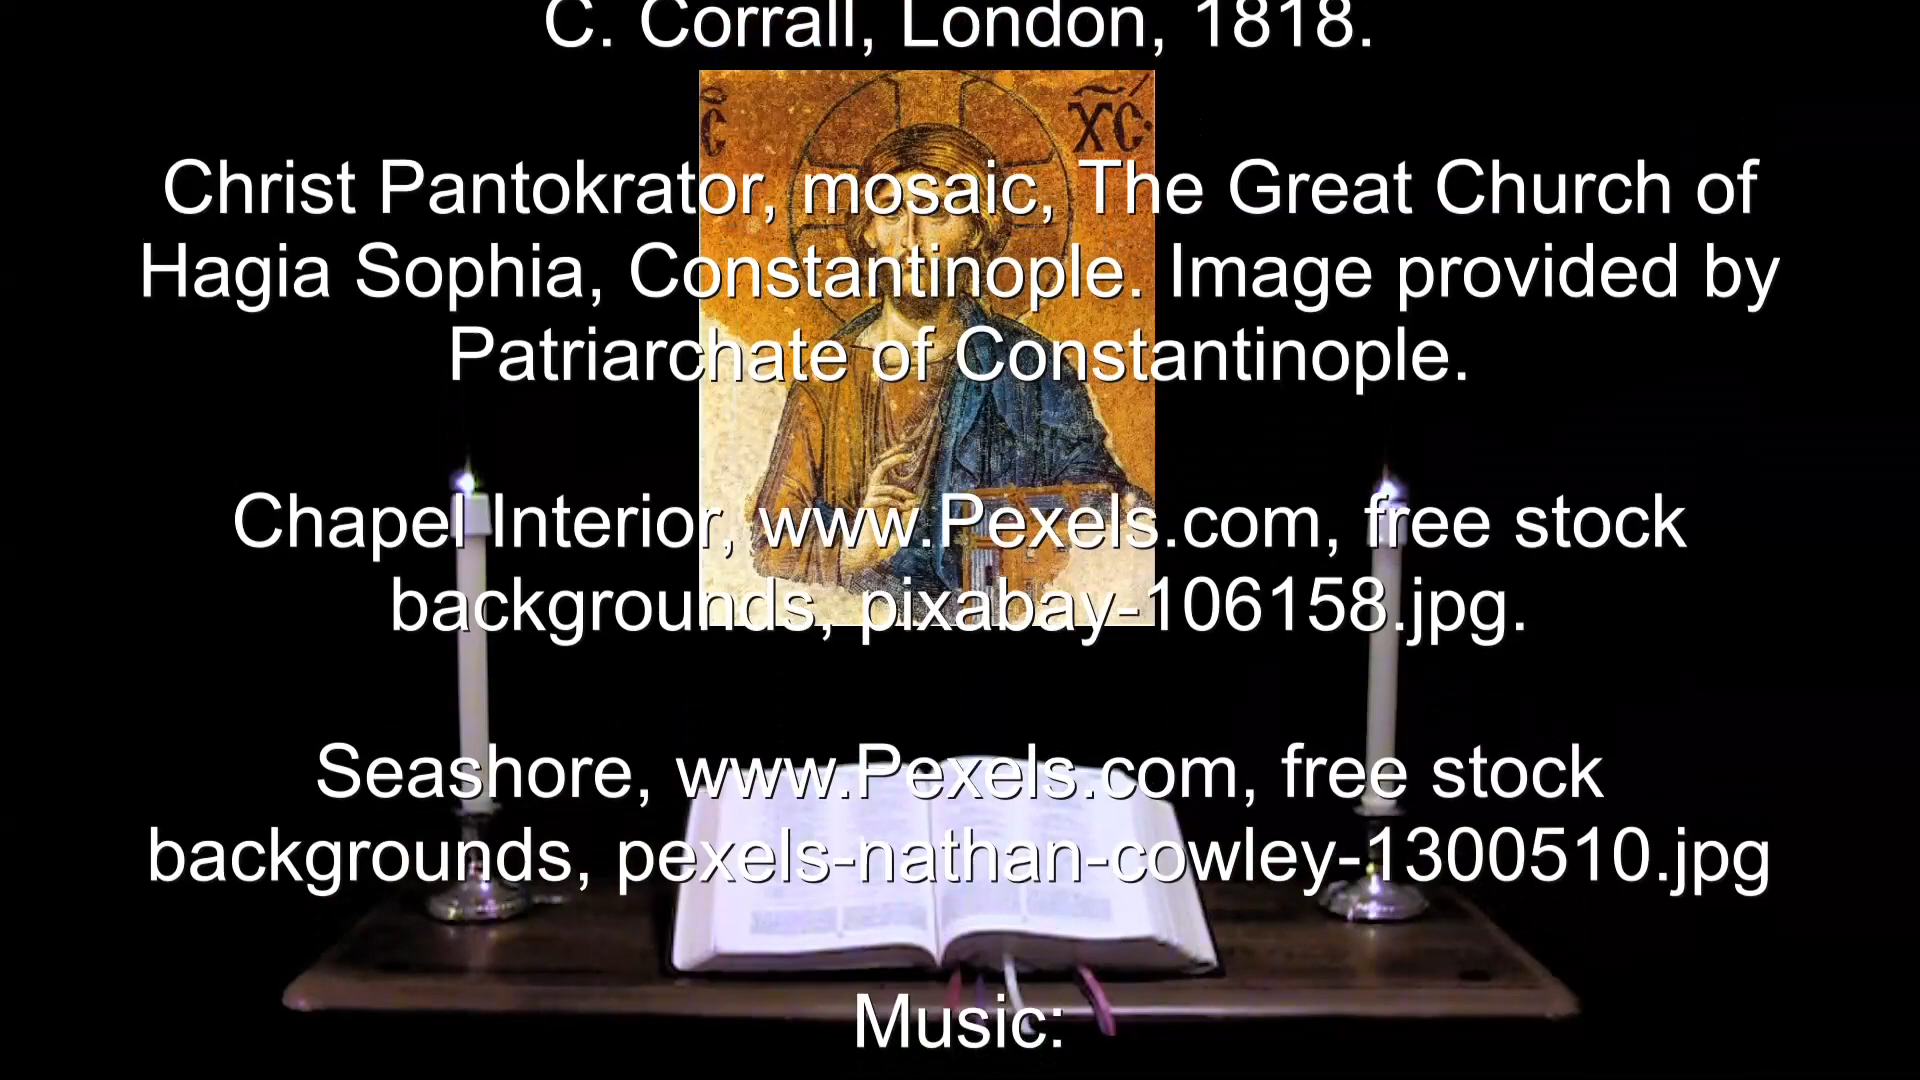 C. Corrall, London, 1818.
Christ Pantokrator, mosaic, The Great Church of
Hagia Sophia, Constantinople. Image provided by
Patriarchate of Constantinople.
Chapel Interior, www.Pexels.com, free stock
backgrounds, pixabay-106158.jpg.
Seashore, www.Pexels.com, free stock
backgrounds, pexels-nathan-cowley-1300510.jpg
Music: